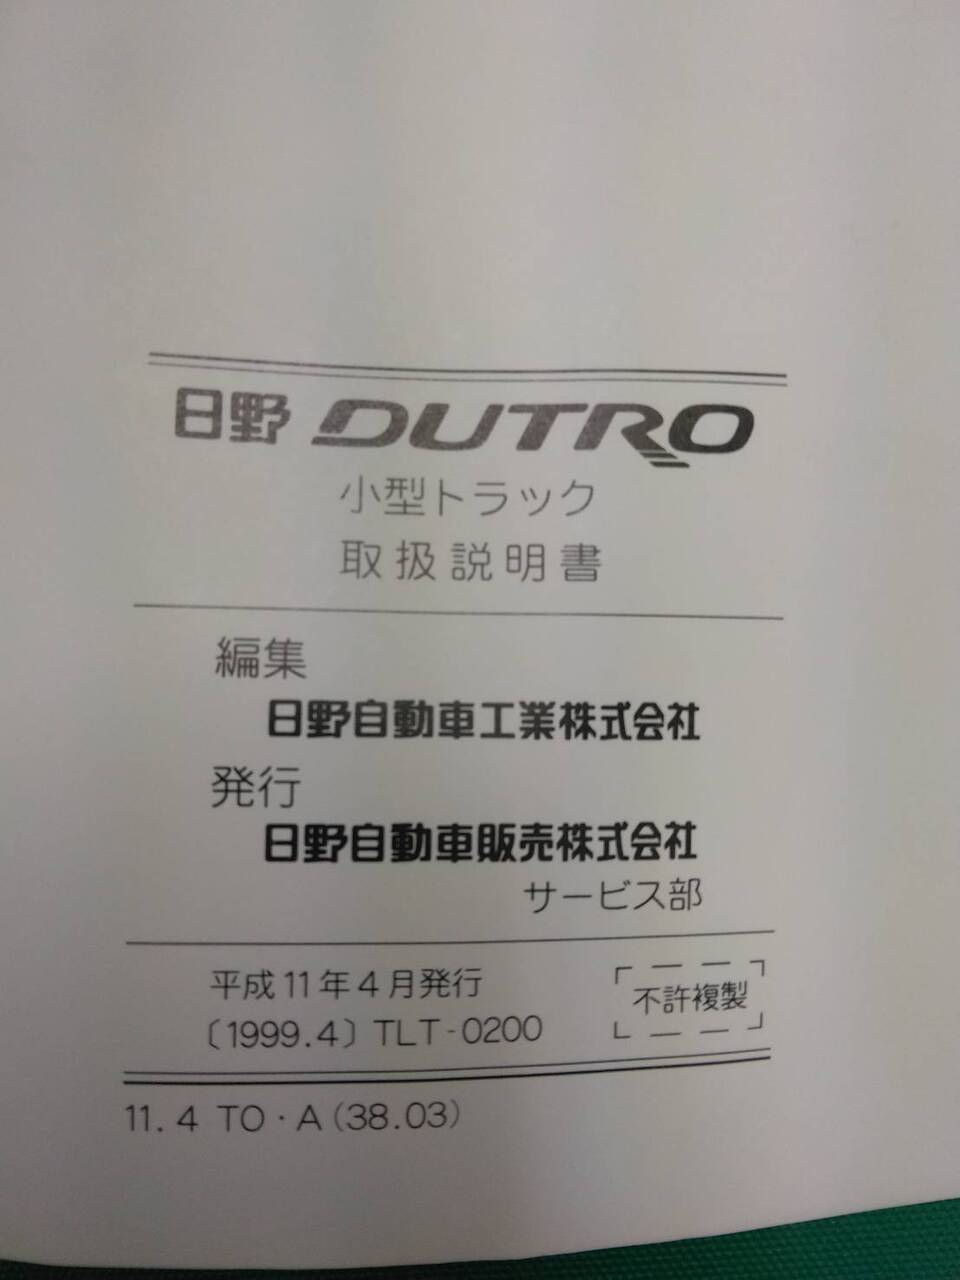 日野 DUTRO
小型トラック
取扱説明書
編集
日野自動車工業株式会社
発行
日野自動車販売株式会社
サービス部
平成11年4月発行
〔1999.4〕TLT-0200
不許複製
11.4 TO・A(38.03)